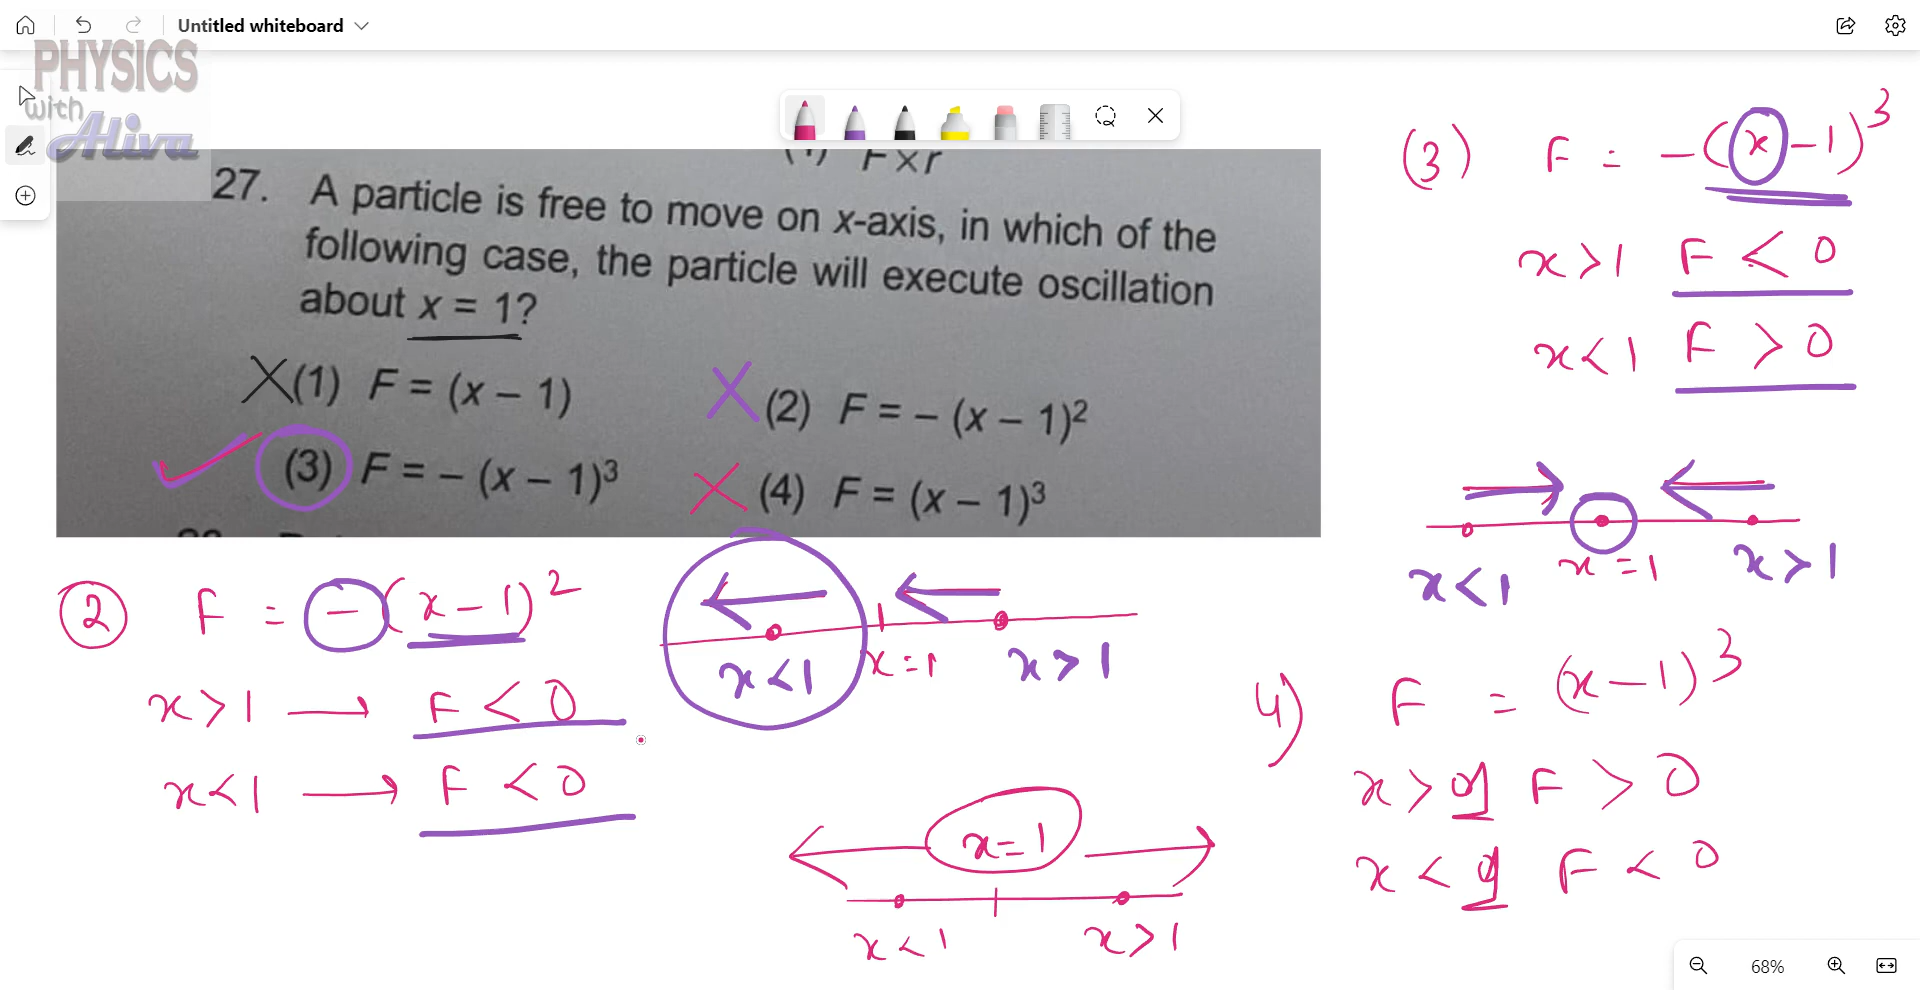 Untitled whiteboard
PHYSICS
with
Aliva
F×r
27. A particle is free to move on x-axis, in which of the
following case, the particle will execute oscillation
about x = 1?
(1) F = (x – 1)
(2) F = – (x – 1)²
(3) F = – (x – 1)³
(4) F = (x – 1)³
(3) F = –(x–1)³
x>1 F < 0
x<1 F > 0
x<1 x=1 x>1
2 F = –(x–1)²
x>1 → F < 0
x<1 → F < 0
x<1 x=1 x>1
x=1
x<1 x>1
4) F = (x–1)³
x>1 F > 0
x<1 F < 0
68%